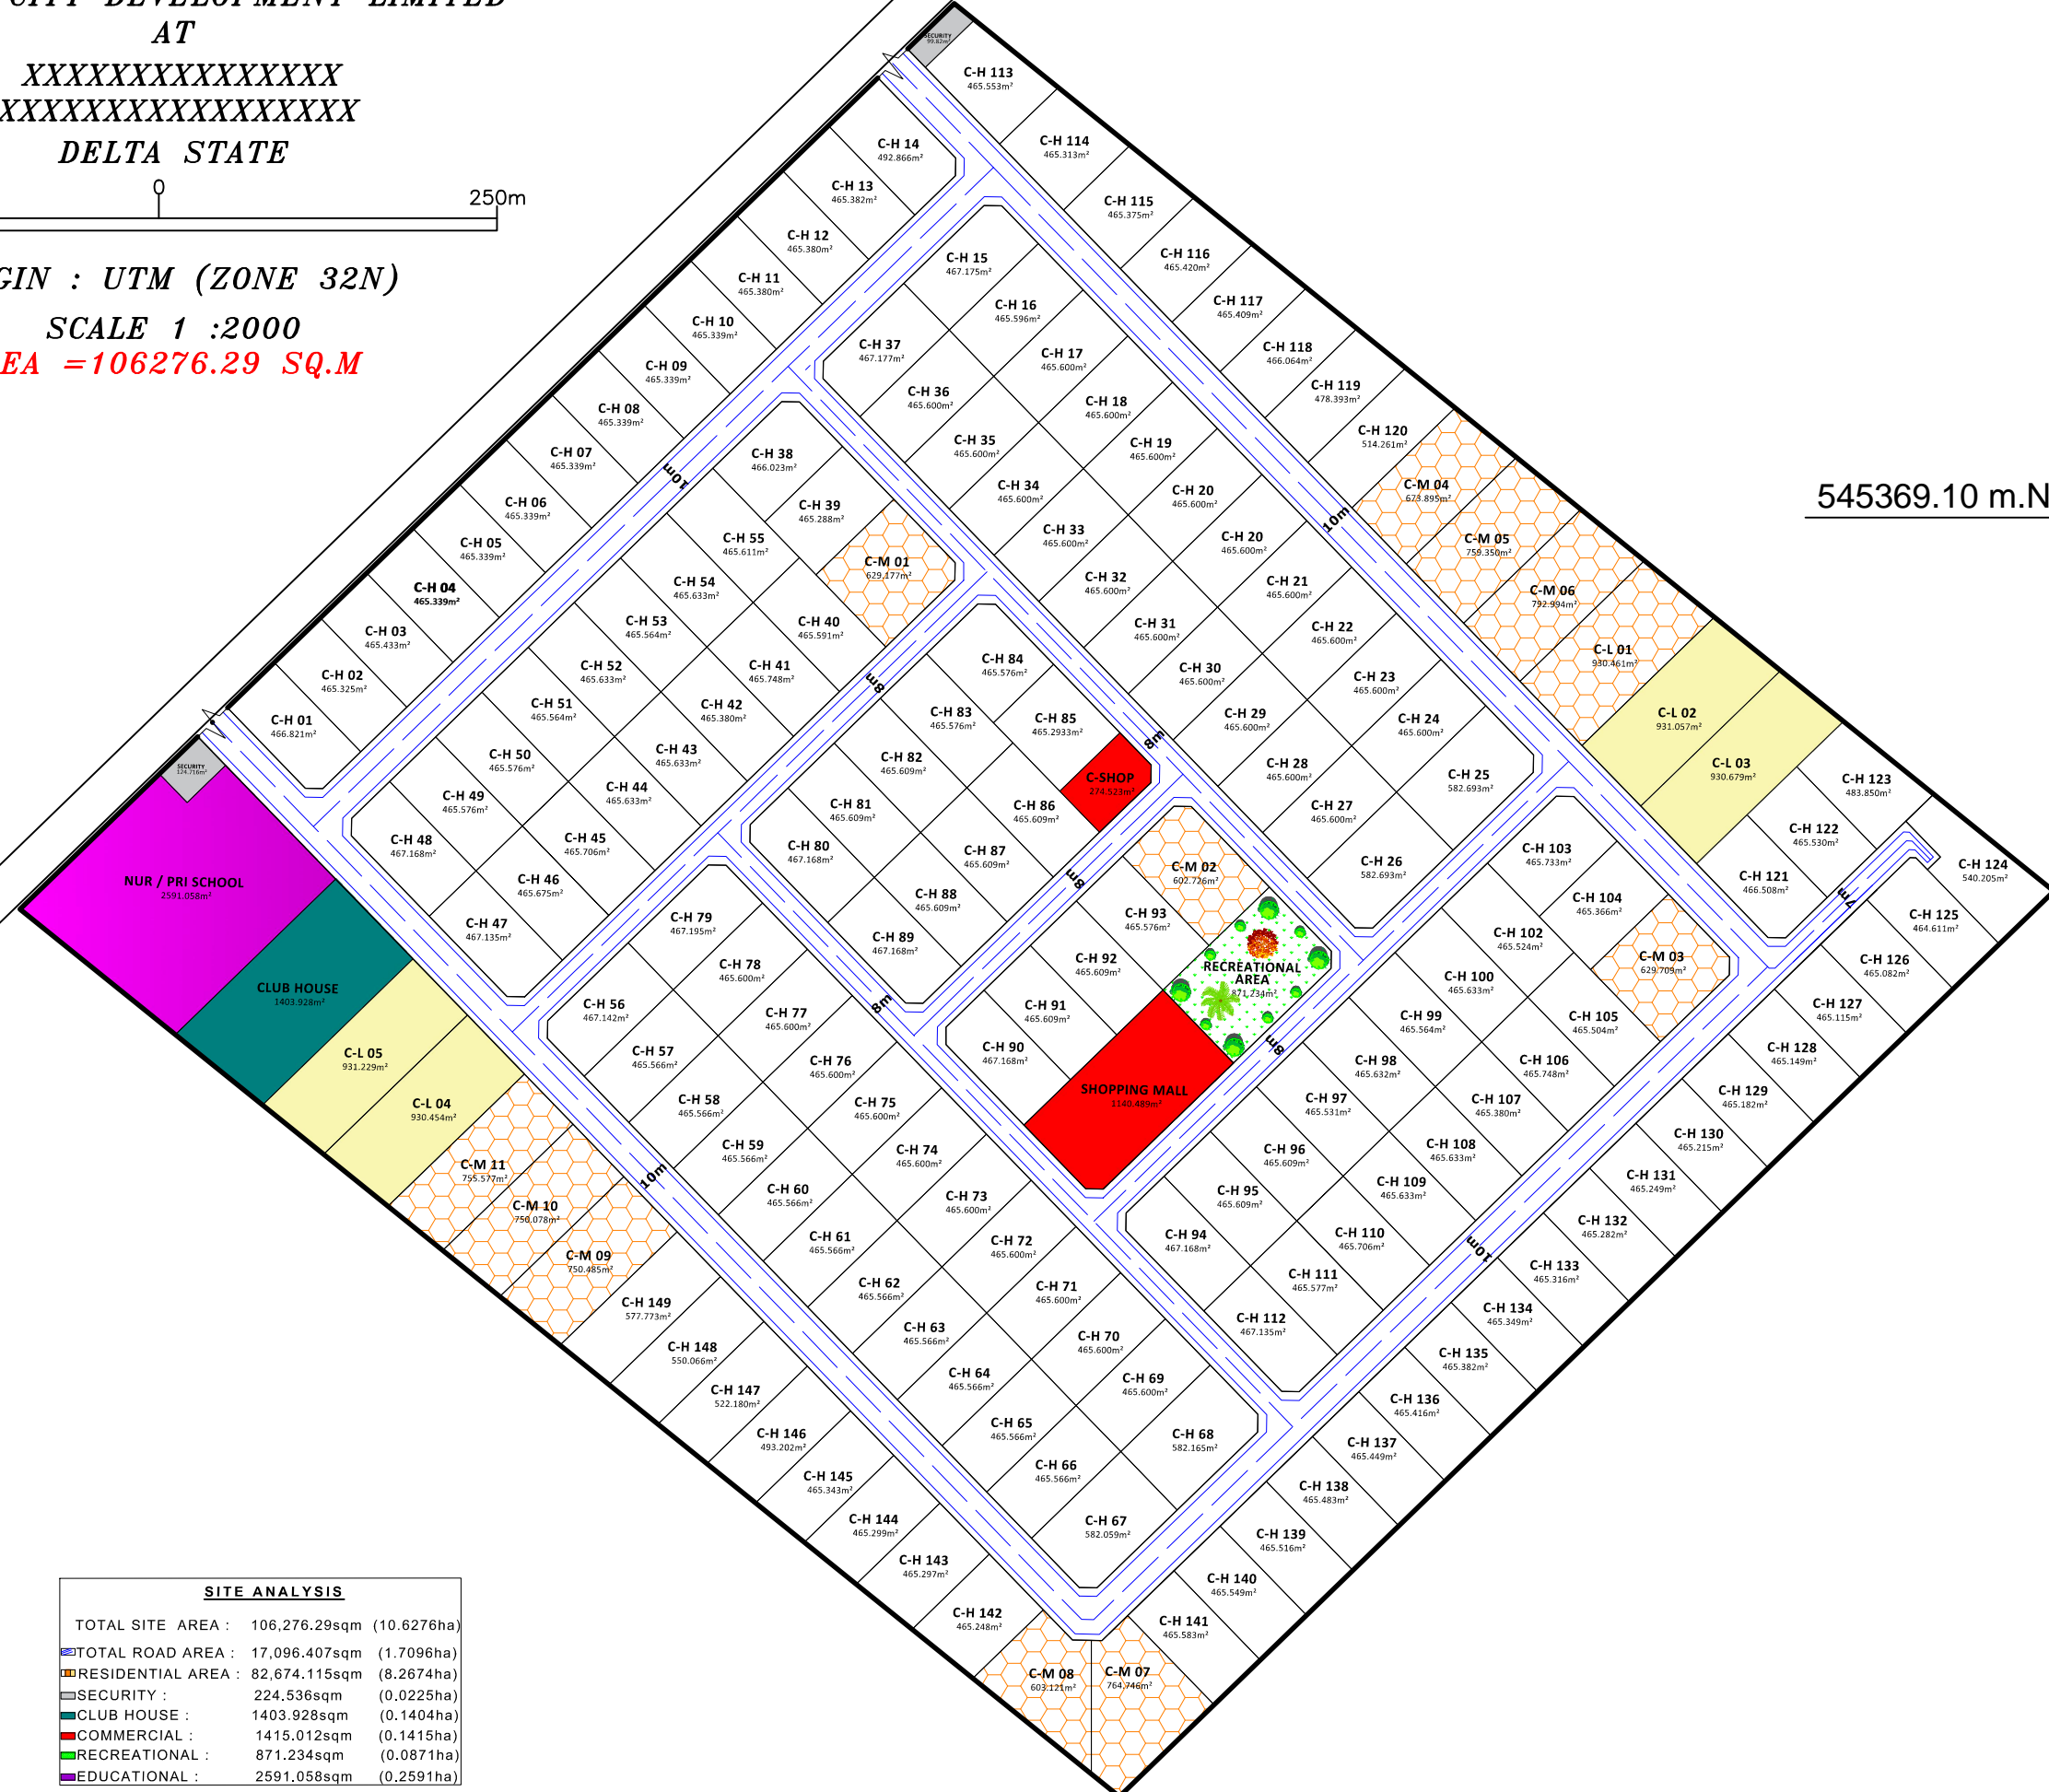 CITY DEVELOPMENT LIMITED
AT
XXXXXXXXXXXXXXX
XXXXXXXXXXXXXXXXX
DELTA STATE
0
250m
GIN : UTM (ZONE 32N)
SCALE 1 :2000
EA =106276.29 SQ.M
545369.10 m.N
SECURITY
99.82m²
C-H 113
465.553m²
C-H 114
465.313m²
C-H 115
465.375m²
C-H 116
465.420m²
C-H 117
465.409m²
C-H 118
466.064m²
C-H 119
478.393m²
C-H 120
514.261m²
C-M 04
673.895m²
C-M 05
759.350m²
C-M 06
792.994m²
C-L 01
930.461m²
C-L 02
931.057m²
C-L 03
930.679m²
C-H 123
483.850m²
C-H 122
465.530m²
C-H 121
466.508m²
C-H 124
540.205m²
C-H 125
464.611m²
C-H 126
465.082m²
C-H 127
465.115m²
C-H 128
465.149m²
C-H 129
465.182m²
C-H 130
465.215m²
C-H 131
465.249m²
C-H 132
465.282m²
C-H 133
465.316m²
C-H 134
465.349m²
C-H 135
465.382m²
C-H 136
465.416m²
C-H 137
465.449m²
C-H 138
465.483m²
C-H 139
465.516m²
C-H 140
465.549m²
C-H 141
465.583m²
C-M 07
764.746m²
C-M 08
603.121m²
C-H 142
465.248m²
C-H 143
465.297m²
C-H 144
465.299m²
C-H 145
465.343m²
C-H 146
493.202m²
C-H 147
522.180m²
C-H 148
550.066m²
C-H 149
577.773m²
C-M 09
750.485m²
C-M 10
750.078m²
C-M 11
755.577m²
C-L 04
930.454m²
C-L 05
931.229m²
CLUB HOUSE
1403.928m²
NUR / PRI SCHOOL
2591.058m²
SECURITY
124.716m²
C-H 14
492.866m²
C-H 13
465.382m²
C-H 12
465.380m²
C-H 11
465.380m²
C-H 10
465.339m²
C-H 09
465.339m²
C-H 08
465.339m²
C-H 07
465.339m²
C-H 06
465.339m²
C-H 05
465.339m²
C-H 04
465.339m²
C-H 03
465.433m²
C-H 02
465.325m²
C-H 01
466.821m²
C-H 15
467.175m²
C-H 16
465.596m²
C-H 17
465.600m²
C-H 18
465.600m²
C-H 19
465.600m²
C-H 20
465.600m²
C-H 20
465.600m²
C-H 21
465.600m²
C-H 22
465.600m²
C-H 23
465.600m²
C-H 24
465.600m²
C-H 25
582.693m²
C-H 26
582.693m²
C-H 27
465.600m²
C-H 28
465.600m²
C-H 29
465.600m²
C-H 30
465.600m²
C-H 31
465.600m²
C-H 32
465.600m²
C-H 33
465.600m²
C-H 34
465.600m²
C-H 35
465.600m²
C-H 36
465.600m²
C-H 37
467.177m²
C-H 38
466.023m²
C-H 39
465.288m²
C-M 01
629.177m²
C-H 40
465.591m²
C-H 41
465.748m²
C-H 42
465.380m²
C-H 43
465.633m²
C-H 44
465.633m²
C-H 45
465.706m²
C-H 46
465.675m²
C-H 47
467.135m²
C-H 48
467.168m²
C-H 49
465.576m²
C-H 50
465.576m²
C-H 51
465.564m²
C-H 52
465.633m²
C-H 53
465.564m²
C-H 54
465.633m²
C-H 55
465.611m²
C-H 84
465.576m²
C-H 83
465.576m²
C-H 82
465.609m²
C-H 81
465.609m²
C-H 80
467.168m²
C-H 85
465.2933m²
C-SHOP
274.523m²
C-H 86
465.609m²
C-H 87
465.609m²
C-H 88
465.609m²
C-H 89
467.168m²
C-M 02
602.726m²
C-H 93
465.576m²
C-H 92
465.609m²
C-H 91
465.609m²
C-H 90
467.168m²
RECREATIONAL
AREA
871.234m²
SHOPPING MALL
1140.489m²
C-H 103
465.733m²
C-H 104
465.366m²
C-M 03
629.709m²
C-H 102
465.524m²
C-H 100
465.633m²
C-H 99
465.564m²
C-H 98
465.632m²
C-H 97
465.531m²
C-H 96
465.609m²
C-H 95
465.609m²
C-H 94
467.168m²
C-H 105
465.504m²
C-H 106
465.748m²
C-H 107
465.380m²
C-H 108
465.633m²
C-H 109
465.633m²
C-H 110
465.706m²
C-H 111
465.577m²
C-H 112
467.135m²
C-H 79
467.195m²
C-H 78
465.600m²
C-H 77
465.600m²
C-H 76
465.600m²
C-H 75
465.600m²
C-H 74
465.600m²
C-H 73
465.600m²
C-H 72
465.600m²
C-H 71
465.600m²
C-H 70
465.600m²
C-H 69
465.600m²
C-H 68
582.165m²
C-H 56
467.142m²
C-H 57
465.566m²
C-H 58
465.566m²
C-H 59
465.566m²
C-H 60
465.566m²
C-H 61
465.566m²
C-H 62
465.566m²
C-H 63
465.566m²
C-H 64
465.566m²
C-H 65
465.566m²
C-H 66
465.566m²
C-H 67
582.059m²
10m
10m
8m
8m
8m
8m
8m
7m
10m
10m
SITE ANALYSIS
TOTAL SITE AREA : 106,276.29sqm (10.6276ha)
TOTAL ROAD AREA : 17,096.407sqm (1.7096ha)
RESIDENTIAL AREA : 82,674.115sqm (8.2674ha)
SECURITY : 224.536sqm (0.0225ha)
CLUB HOUSE : 1403.928sqm (0.1404ha)
COMMERCIAL : 1415.012sqm (0.1415ha)
RECREATIONAL : 871.234sqm (0.0871ha)
EDUCATIONAL : 2591.058sqm (0.2591ha)